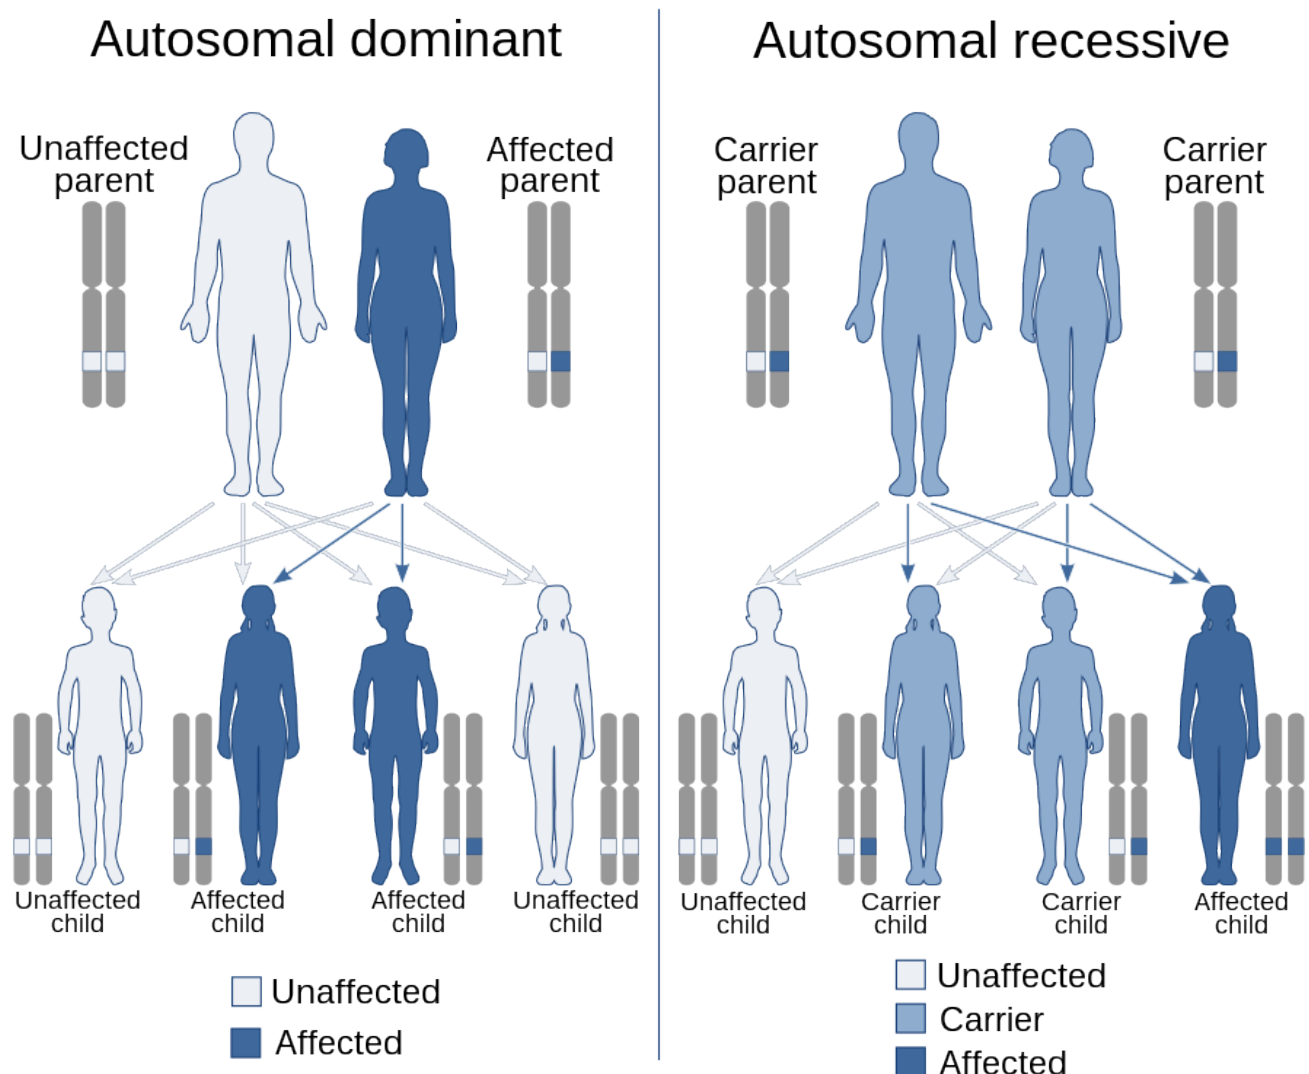 Autosomal dominant
Autosomal recessive
Unaffected
parent
Affected
parent
Carrier
parent
Carrier
parent
Unaffected
child
Affected
child
Affected
child
Unaffected
child
Unaffected
child
Carrier
child
Carrier
child
Affected
child
Unaffected
Affected
Unaffected
Carrier
Affected